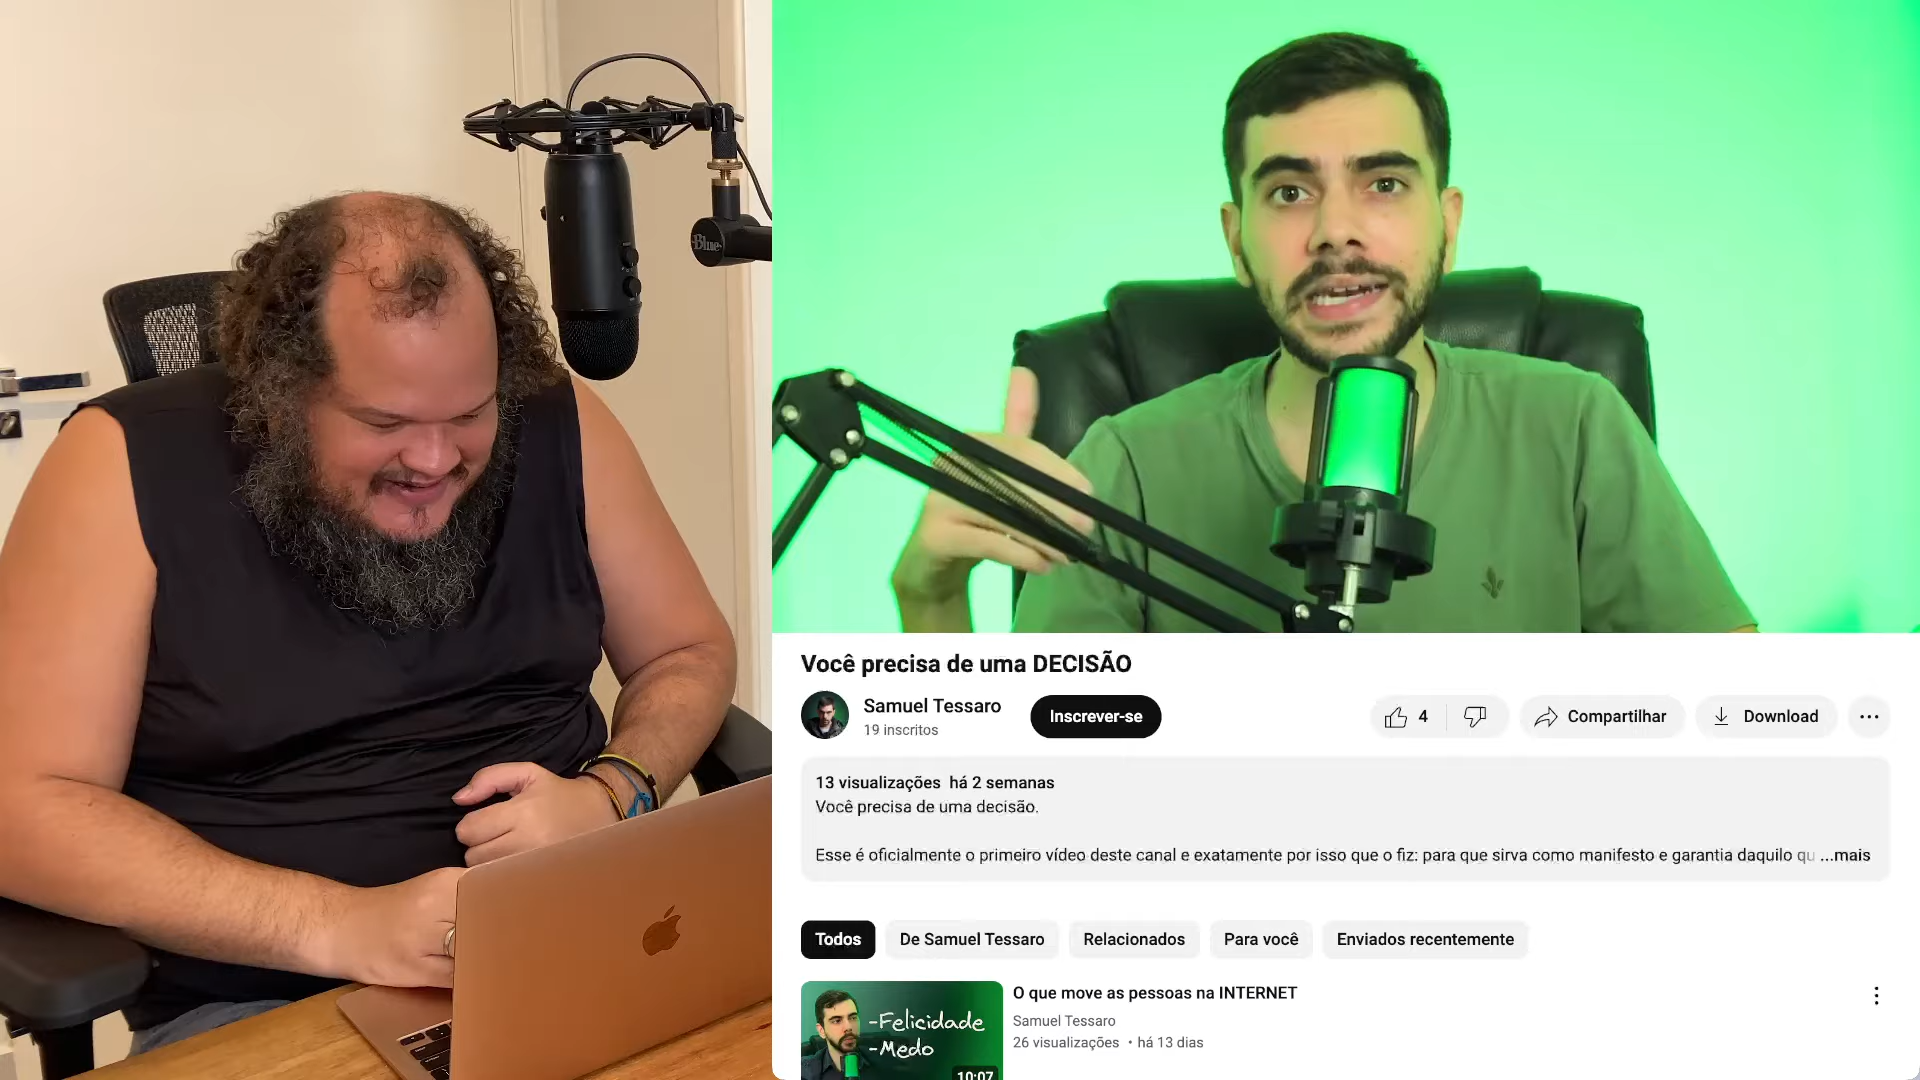 Blue
Você precisa de uma DECISÃO
Samuel Tessaro
19 inscritos
Inscrever-se
4
Compartilhar
Download
13 visualizações há 2 semanas
Você precisa de uma decisão.
Esse é oficialmente o primeiro vídeo deste canal e exatamente por isso que o fiz: para que sirva como manifesto e garantia daquilo qu ...mais
Todos
De Samuel Tessaro
Relacionados
Para você
Enviados recentemente
-Felicidade
-Medo
10:07
O que move as pessoas na INTERNET
Samuel Tessaro
26 visualizações • há 13 dias